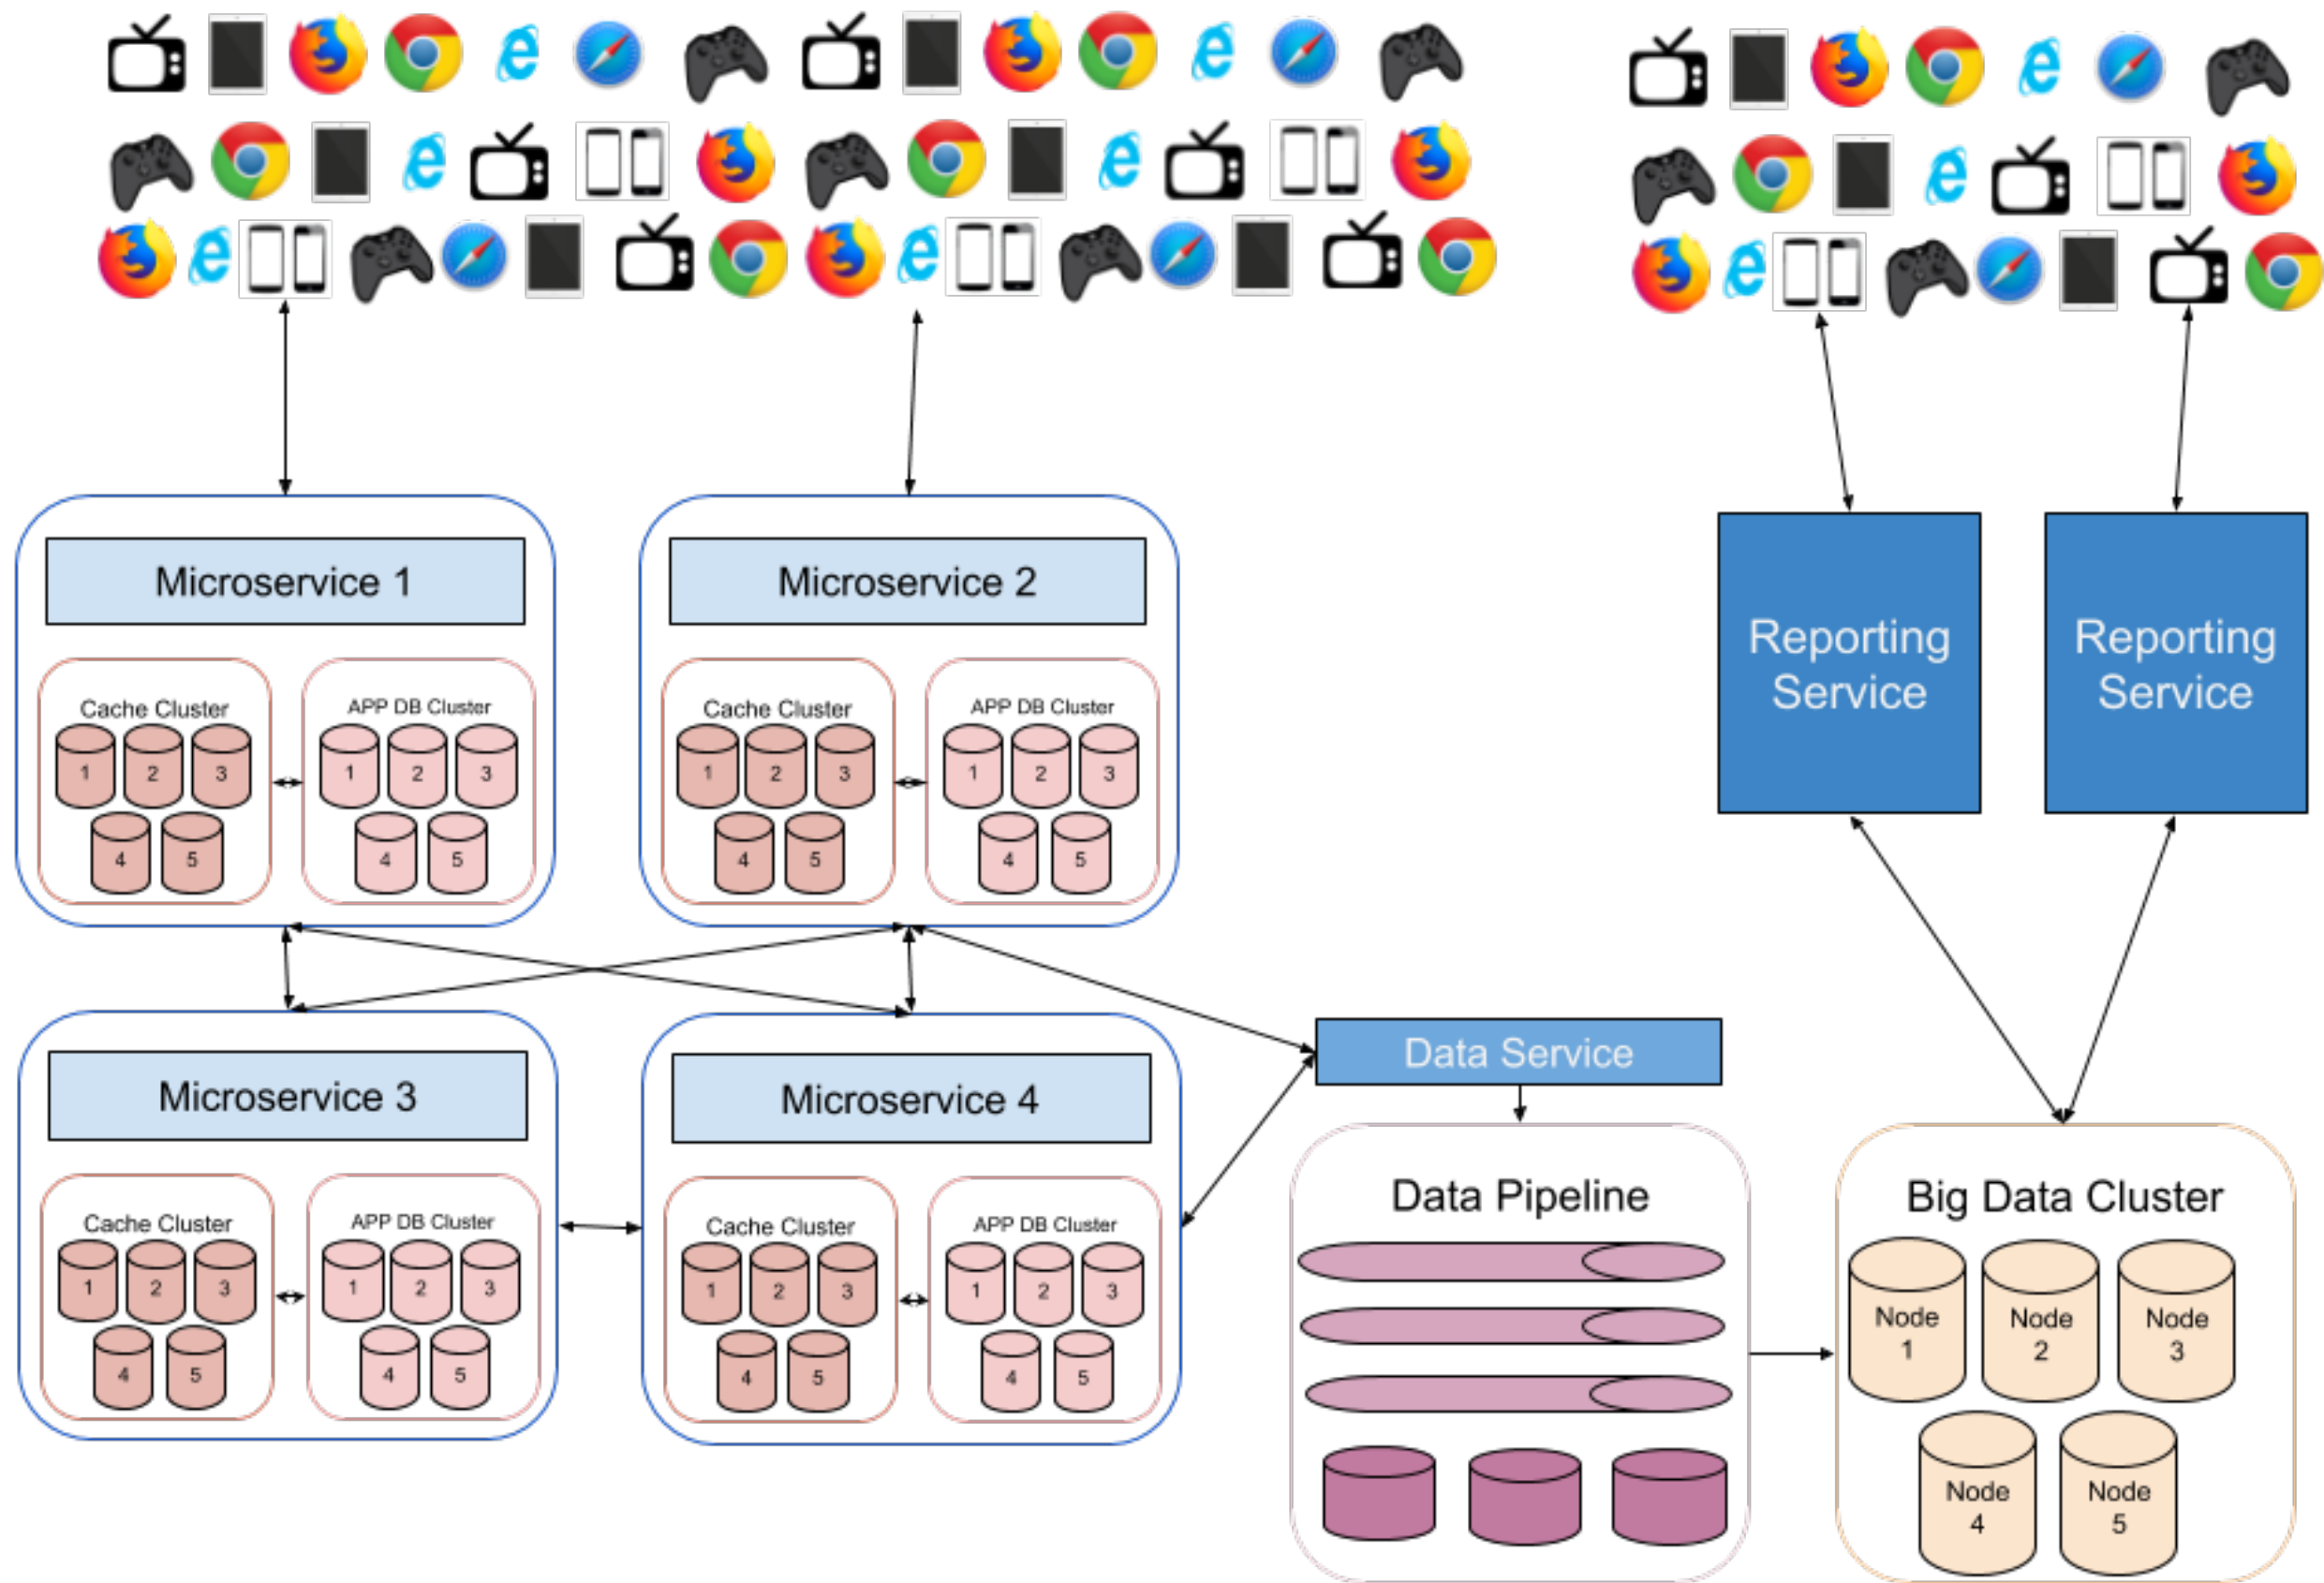 Microservice 1
Cache Cluster
1 2 3
4 5
APP DB Cluster
1 2 3
4 5
Microservice 2
Cache Cluster
1 2 3
4 5
APP DB Cluster
1 2 3
4 5
Reporting
Service
Reporting
Service
Microservice 3
Cache Cluster
1 2 3
4 5
APP DB Cluster
1 2 3
4 5
Microservice 4
Cache Cluster
1 2 3
4 5
APP DB Cluster
1 2 3
4 5
Data Service
Data Pipeline
Big Data Cluster
Node
1
Node
2
Node
3
Node
4
Node
5